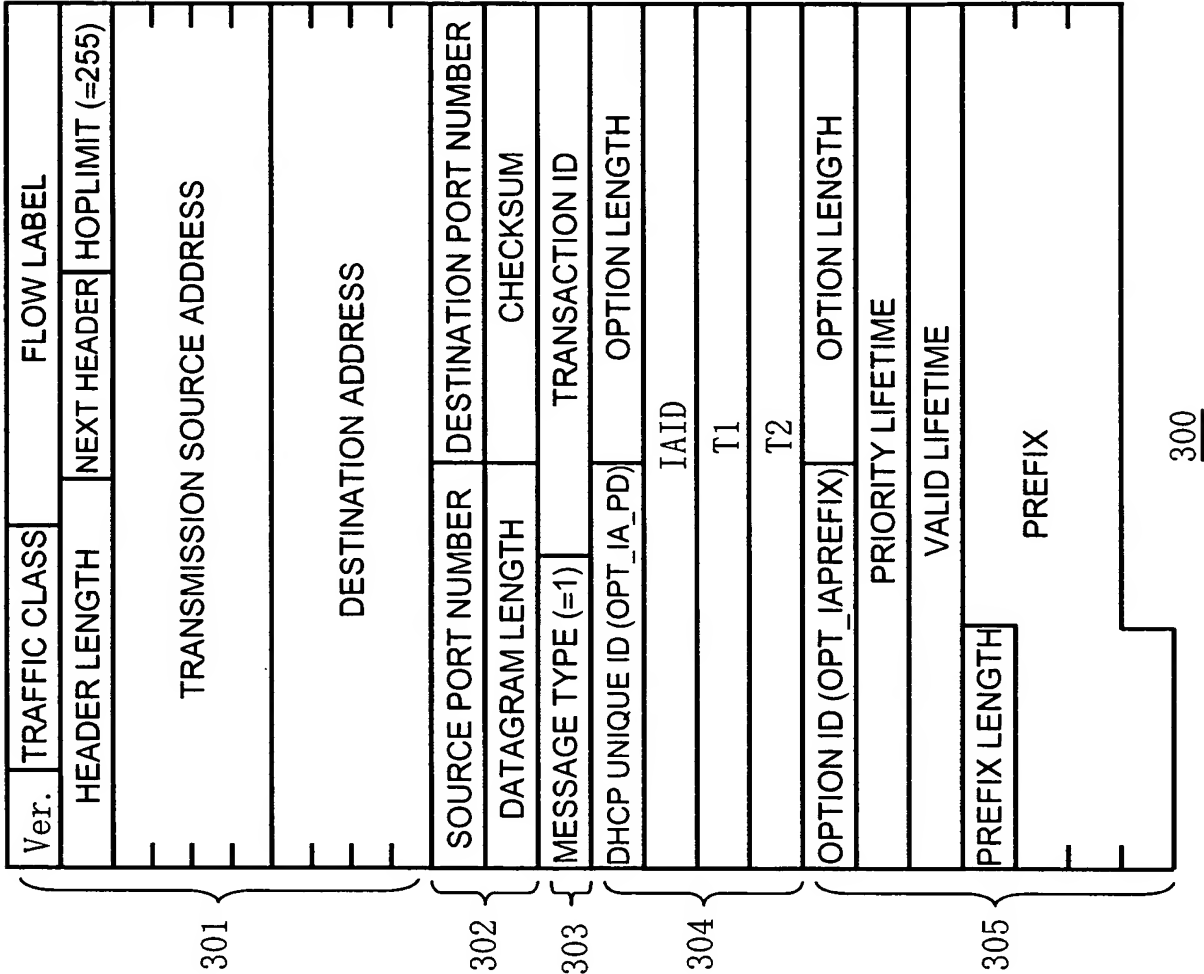 Ver.
TRAFFIC CLASS
FLOW LABEL
HEADER LENGTH
NEXT HEADER
HOPLIMIT (=255)
TRANSMISSION SOURCE ADDRESS
DESTINATION ADDRESS
301
SOURCE PORT NUMBER
DESTINATION PORT NUMBER
DATAGRAM LENGTH
CHECKSUM
302
MESSAGE TYPE (=1)
TRANSACTION ID
303
DHCP UNIQUE ID (OPT_IA_PD)
OPTION LENGTH
IAID
T1
T2
304
OPTION ID (OPT_IAPREFIX)
OPTION LENGTH
PRIORITY LIFETIME
VALID LIFETIME
PREFIX LENGTH
PREFIX
305
300